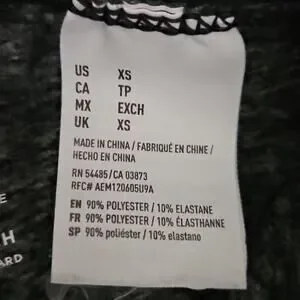 US XS
CA TP
MX EXCH
UK XS
MADE IN CHINA / FABRIQUÉ EN CHINE /
HECHO EN CHINA
RN 54485/CA 03873
RFC# AEM120605U9A
EN 90% POLYESTER / 10% ELASTANE
FR 90% POLYESTER / 10% ÉLASTHANNE
SP 90% poliéster / 10% elastano